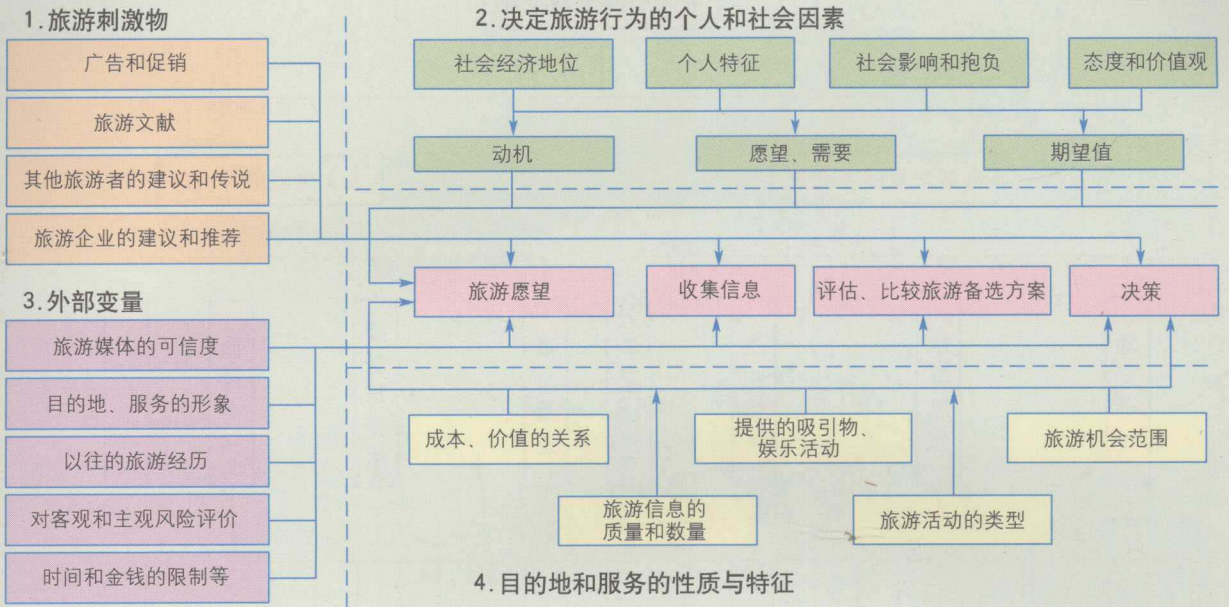 1.旅游刺激物
广告和促销
旅游文献
其他旅游者的建议和传说
旅游企业的建议和推荐
2.决定旅游行为的个人和社会因素
社会经济地位
个人特征
社会影响和抱负
态度和价值观
动机
愿望、需要
期望值
旅游愿望
收集信息
评估、比较旅游备选方案
决策
3.外部变量
旅游媒体的可信度
目的地、服务的形象
以往的旅游经历
对客观和主观风险评价
时间和金钱的限制等
成本、价值的关系
提供的吸引物、
娱乐活动
旅游机会范围
旅游信息的
质量和数量
旅游活动的类型
4.目的地和服务的性质与特征